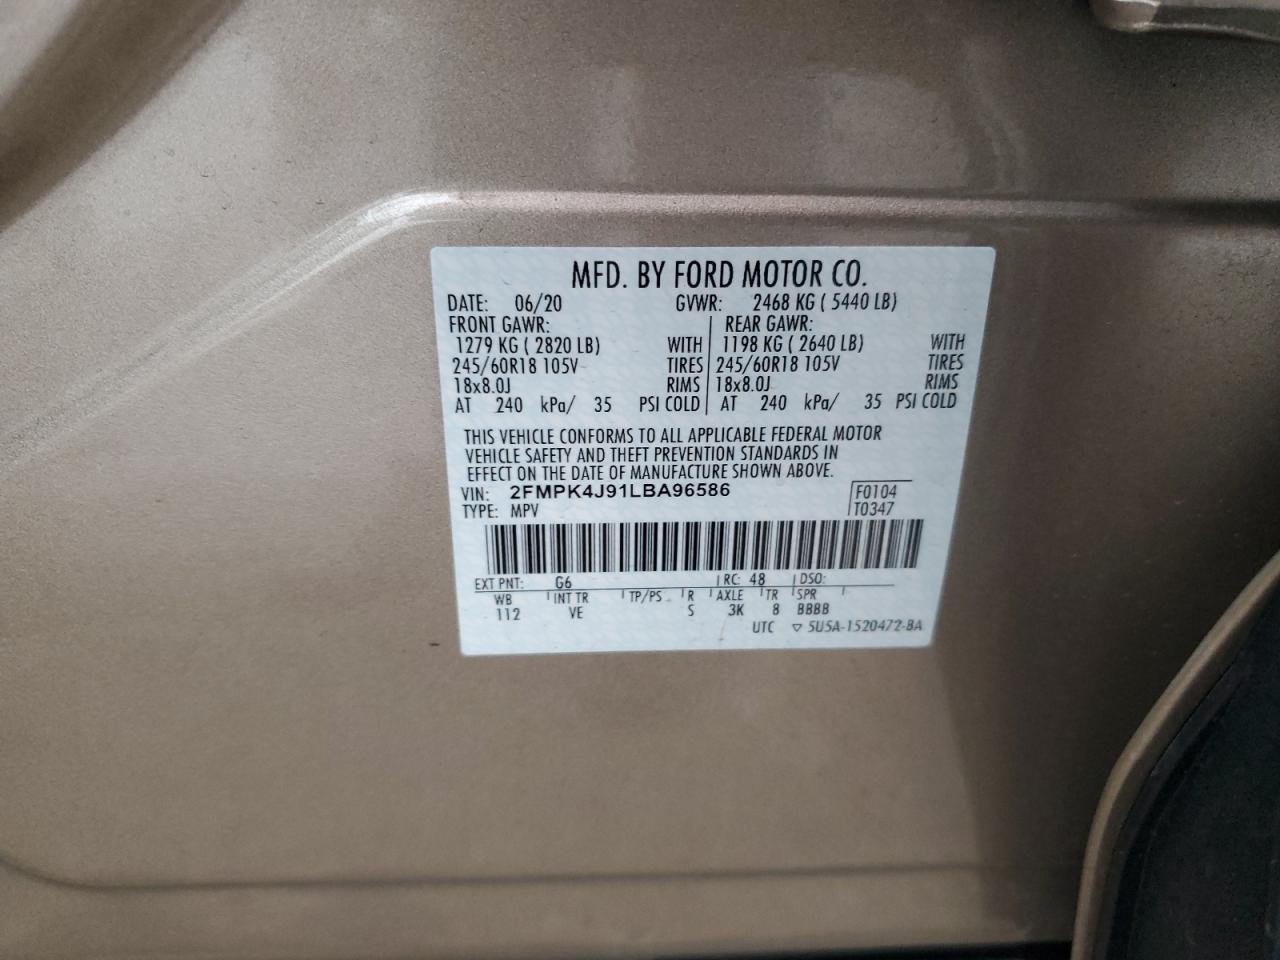 MFD. BY FORD MOTOR CO.
DATE: 06/20 GVWR: 2468 KG ( 5440 LB)
FRONT GAWR: REAR GAWR:
1279 KG ( 2820 LB) WITH 1198 KG ( 2640 LB) WITH
245/60R18 105V TIRES 245/60R18 105V TIRES
18x8.0J RIMS 18x8.0J RIMS
AT 240 kPa/ 35 PSI COLD AT 240 kPa/ 35 PSI COLD
THIS VEHICLE CONFORMS TO ALL APPLICABLE FEDERAL MOTOR
VEHICLE SAFETY AND THEFT PREVENTION STANDARDS IN
EFFECT ON THE DATE OF MANUFACTURE SHOWN ABOVE.
VIN: 2FMPK4J91LBA96586 F0104
TYPE: MPV T0347
EXT PNT: G6 RC: 48 DSO:
WB INT TR TP/PS R AXLE TR SPR
112 VE S 3K 8 BBBB
UTC ▽ 5U5A-1520472-BA